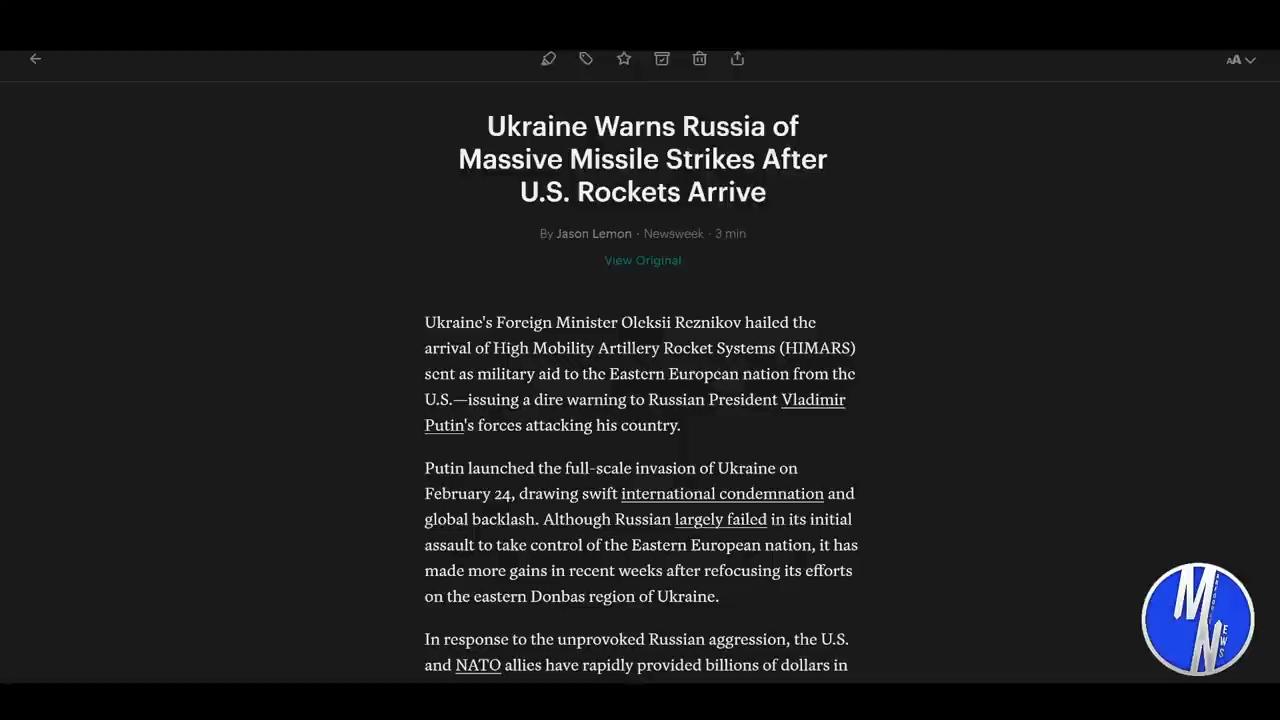 Ukraine Warns Russia of
Massive Missile Strikes After
U.S. Rockets Arrive
By Jason Lemon · Newsweek · 3 min
View Original
Ukraine's Foreign Minister Oleksii Reznikov hailed the
arrival of High Mobility Artillery Rocket Systems (HIMARS)
sent as military aid to the Eastern European nation from the
U.S.—issuing a dire warning to Russian President Vladimir
Putin's forces attacking his country.
Putin launched the full-scale invasion of Ukraine on
February 24, drawing swift international condemnation and
global backlash. Although Russian largely failed in its initial
assault to take control of the Eastern European nation, it has
made more gains in recent weeks after refocusing its efforts
on the eastern Donbas region of Ukraine.
In response to the unprovoked Russian aggression, the U.S.
and NATO allies have rapidly provided billions of dollars in
AA